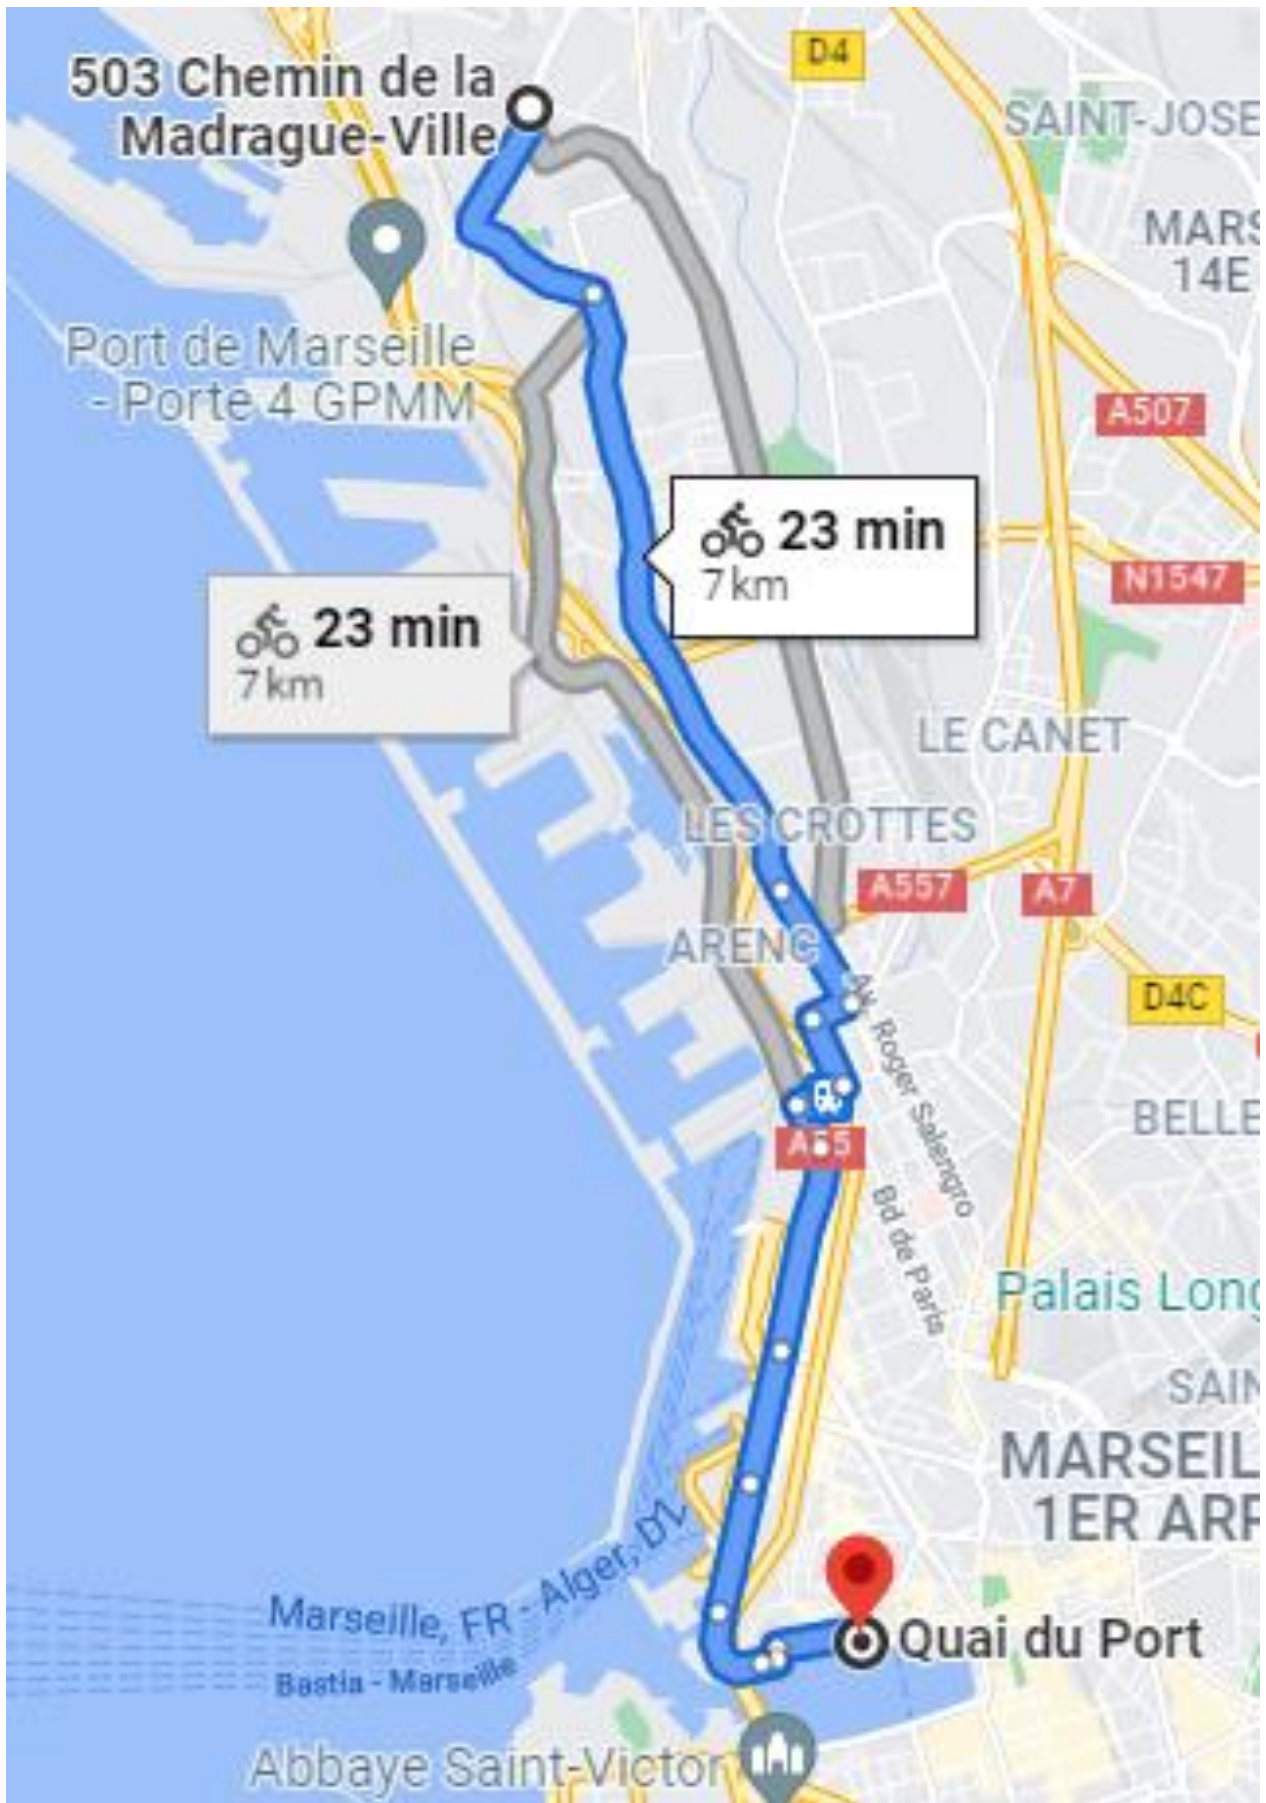 503 Chemin de la
Madrague-Ville
D4
SAINT-JOSE
MARS
14E
Port de Marseille
- Porte 4 GPMM
A507
23 min
7 km
N1547
23 min
7 km
LE CANET
LES CROTTES
A557
A7
ARENC
D4C
Av. Roger Salengro
BELLE
A55
Bd de Paris
Palais Long
SAIN
MARSEIL
1ER ARR
Marseille, FR - Alger, DZ
Quai du Port
Bastia - Marseille
Abbaye Saint-Victor